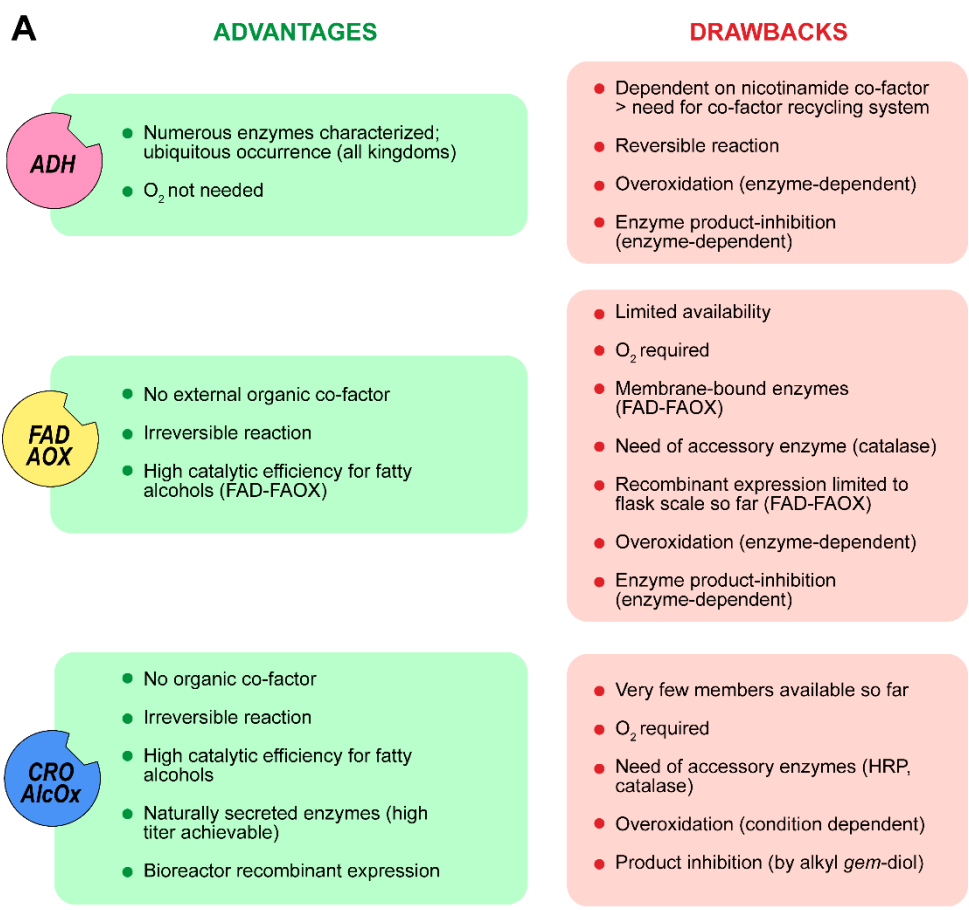 A
ADVANTAGES
DRAWBACKS
ADH
Numerous enzymes characterized;
ubiquitous occurrence (all kingdoms)
O₂ not needed
Dependent on nicotinamide co-factor
> need for co-factor recycling system
Reversible reaction
Overoxidation (enzyme-dependent)
Enzyme product-inhibition
(enzyme-dependent)
FAD
AOX
No external organic co-factor
Irreversible reaction
High catalytic efficiency for fatty
alcohols (FAD-FAOX)
Limited availability
O₂ required
Membrane-bound enzymes
(FAD-FAOX)
Need of accessory enzyme (catalase)
Recombinant expression limited to
flask scale so far (FAD-FAOX)
Overoxidation (enzyme-dependent)
Enzyme product-inhibition
(enzyme-dependent)
CRO
AlcOx
No organic co-factor
Irreversible reaction
High catalytic efficiency for fatty
alcohols
Naturally secreted enzymes (high
titer achievable)
Bioreactor recombinant expression
Very few members available so far
O₂ required
Need of accessory enzymes (HRP,
catalase)
Overoxidation (condition dependent)
Product inhibition (by alkyl gem-diol)